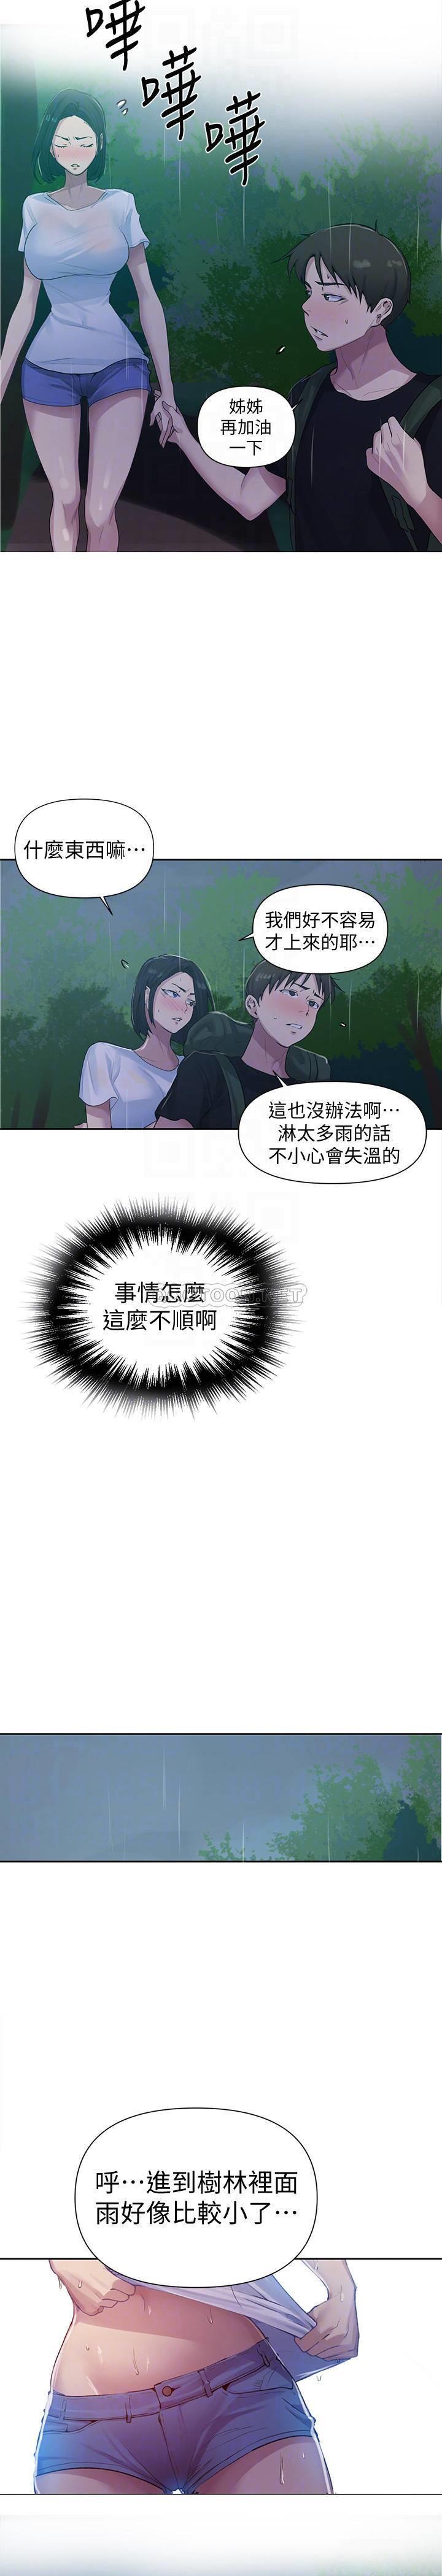 嘩
嘩
嘩
姊姊
再加油
一下
什麼東西嘛⋯
我們好不容易
才上來的耶⋯
這也沒辦法啊⋯
淋太多雨的話
不小心會失溫的
事情怎麼
這麼不順啊
呼⋯進到樹林裡面
雨好像比較小了⋯